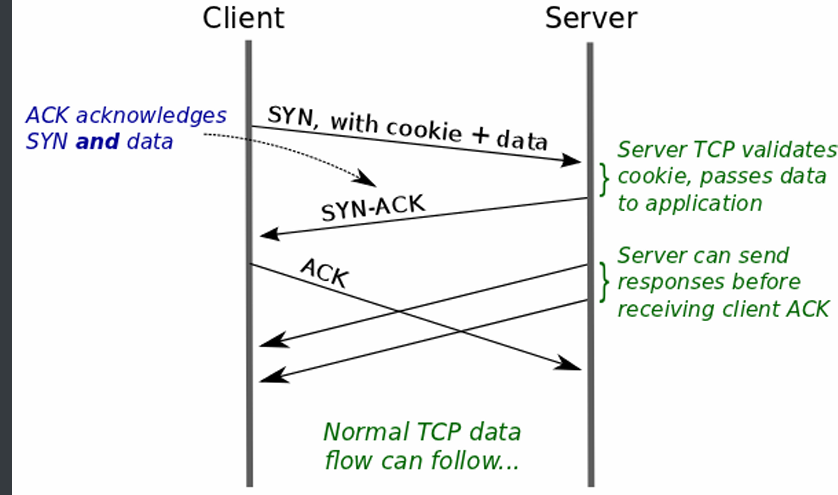 Client
Server
ACK acknowledges
SYN and data
SYN, with cookie + data
Server TCP validates
cookie, passes data
to application
SYN-ACK
Server can send
responses before
receiving client ACK
ACK
Normal TCP data
flow can follow...